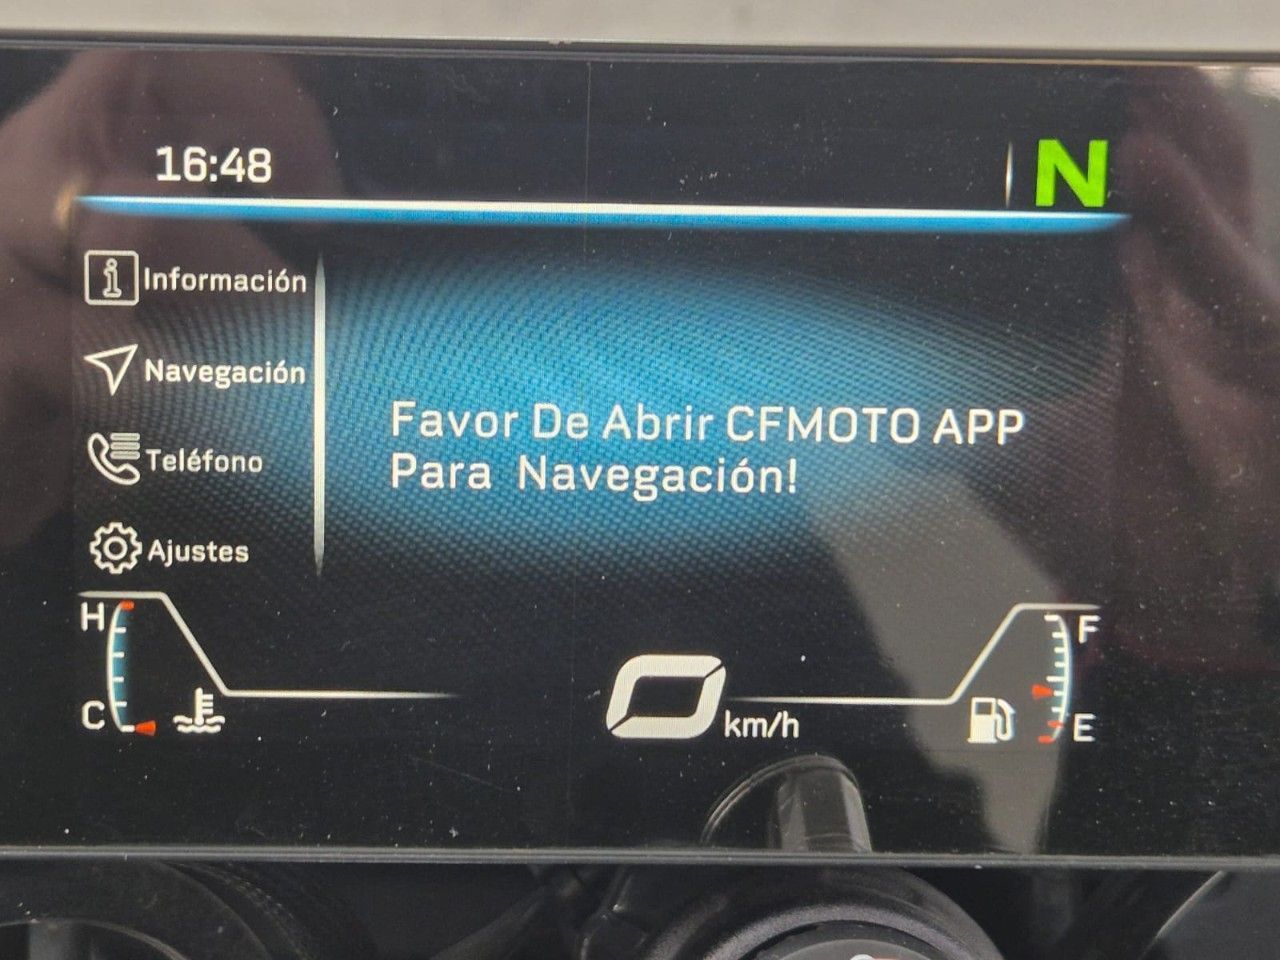 16:48
N
Información
Navegación
Teléfono
Ajustes
Favor De Abrir CFMOTO APP
Para Navegación!
H
C
0 km/h
F
E